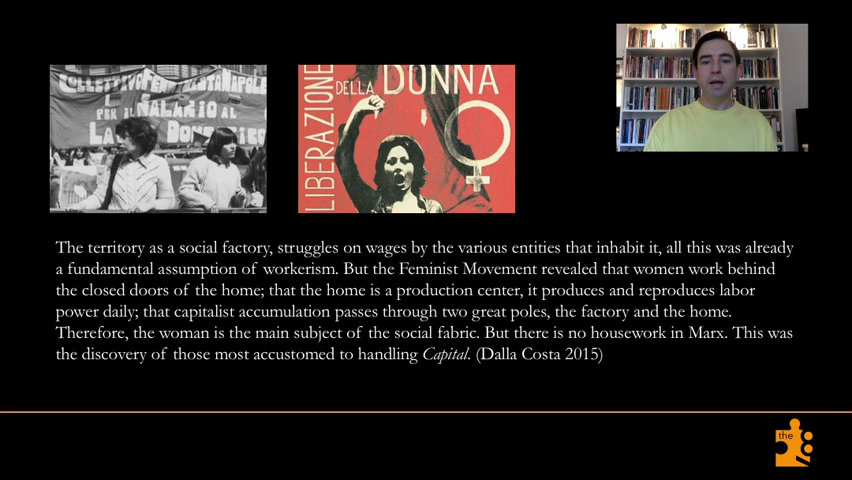 COLLETTIVO FEMMINISTA NAPOLE
PER IL SALARIO AL
LIBERAZIONE
DELLA DONNA
The territory as a social factory, struggles on wages by the various entities that inhabit it, all this was already
a fundamental assumption of workerism. But the Feminist Movement revealed that women work behind
the closed doors of the home; that the home is a production center, it produces and reproduces labor
power daily; that capitalist accumulation passes through two great poles, the factory and the home.
Therefore, the woman is the main subject of the social fabric. But there is no housework in Marx. This was
the discovery of those most accustomed to handling Capital. (Dalla Costa 2015)
the